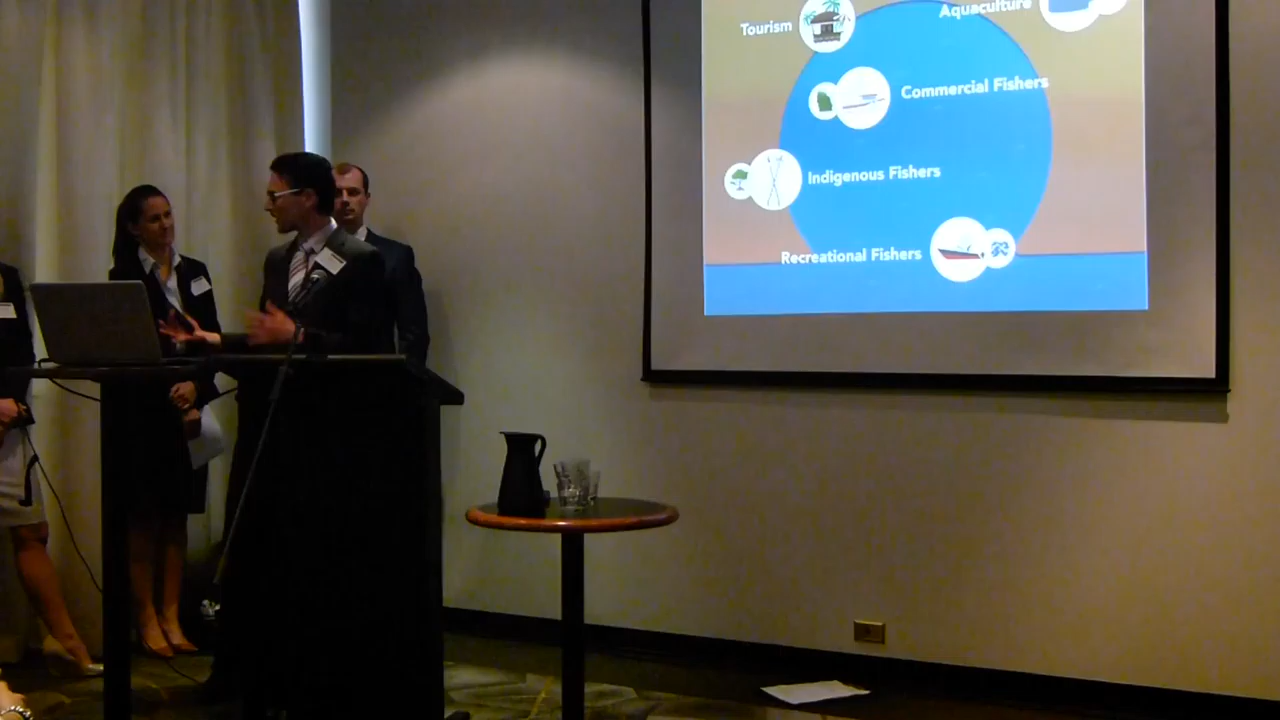 Tourism
Aquaculture
Commercial Fishers
Indigenous Fishers
Recreational Fishers